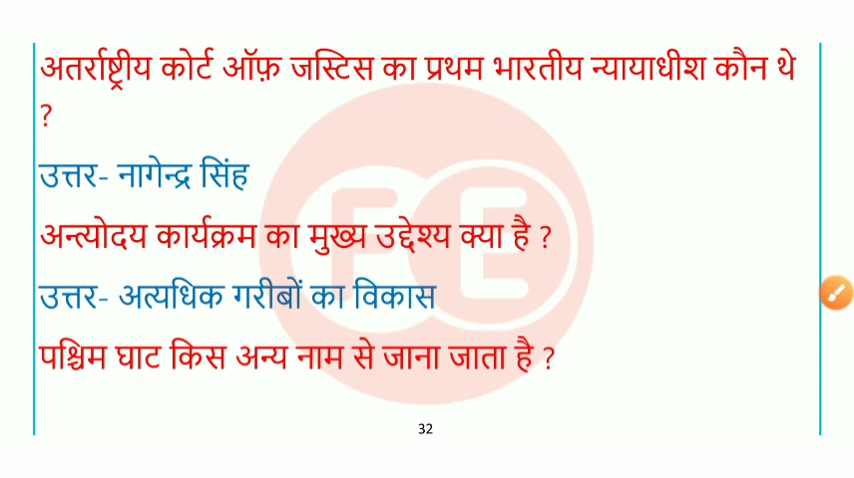 अतर्राष्ट्रीय कोर्ट ऑफ़ जस्टिस का प्रथम भारतीय न्यायाधीश कौन थे
?
उत्तर- नागेन्द्र सिंह
अन्त्योदय कार्यक्रम का मुख्य उद्देश्य क्या है ?
उत्तर- अत्यधिक गरीबों का विकास
पश्चिम घाट किस अन्य नाम से जाना जाता है ?
FE
32